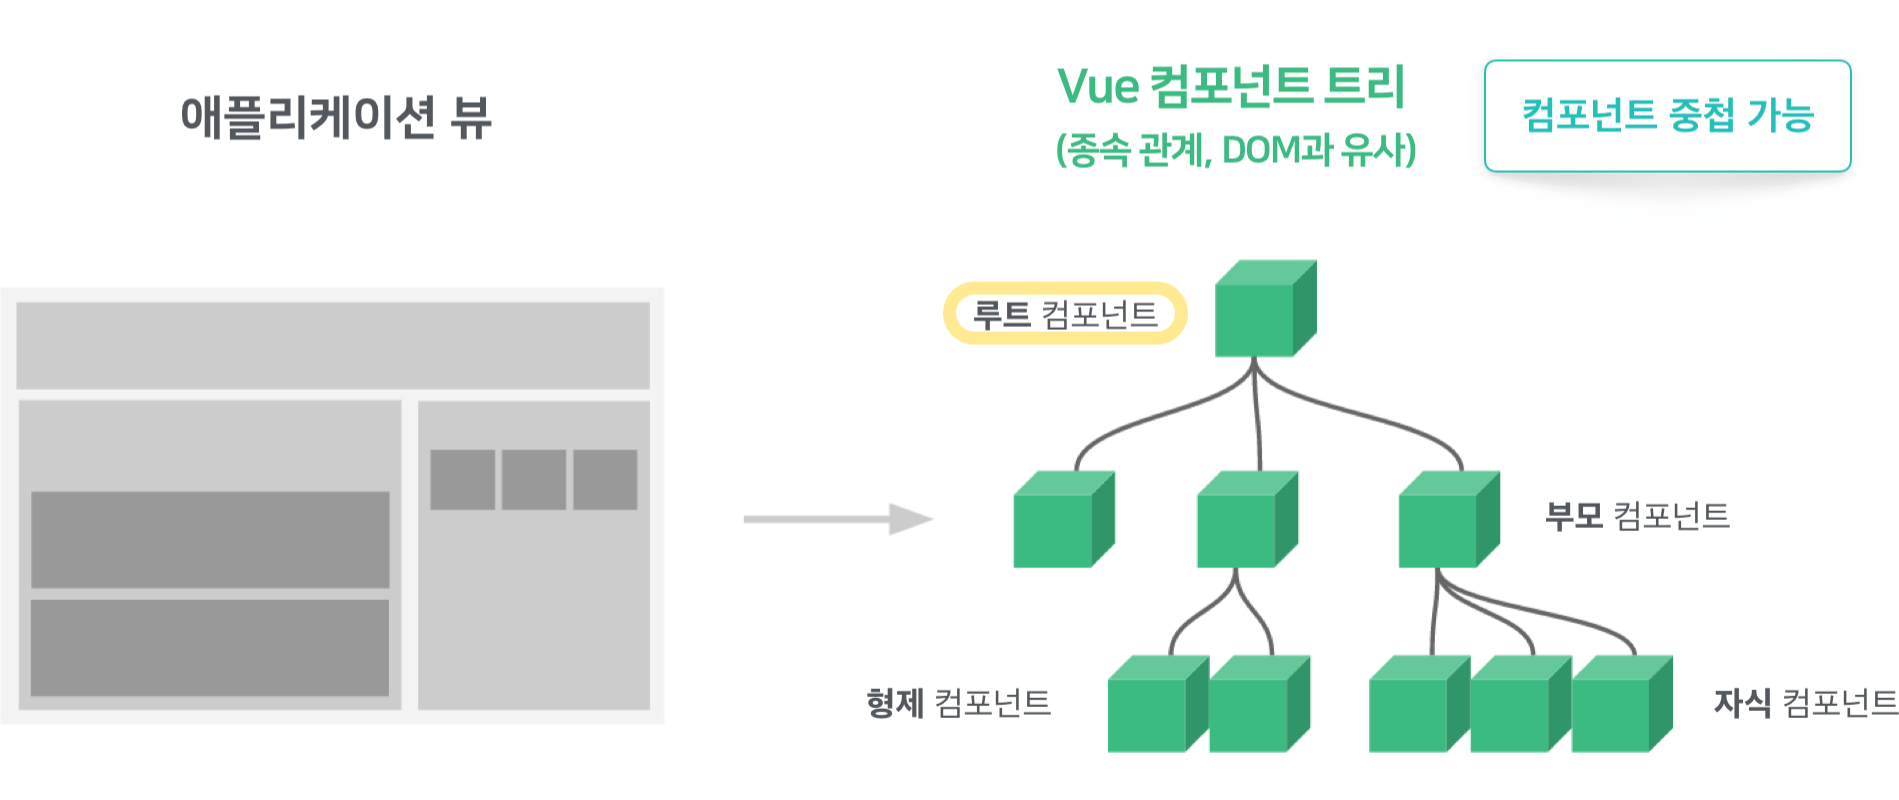 애플리케이션 뷰
Vue 컴포넌트 트리
(종속 관계, DOM과 유사)
컴포넌트 중첩 가능
루트 컴포넌트
부모 컴포넌트
형제 컴포넌트
자식 컴포넌트